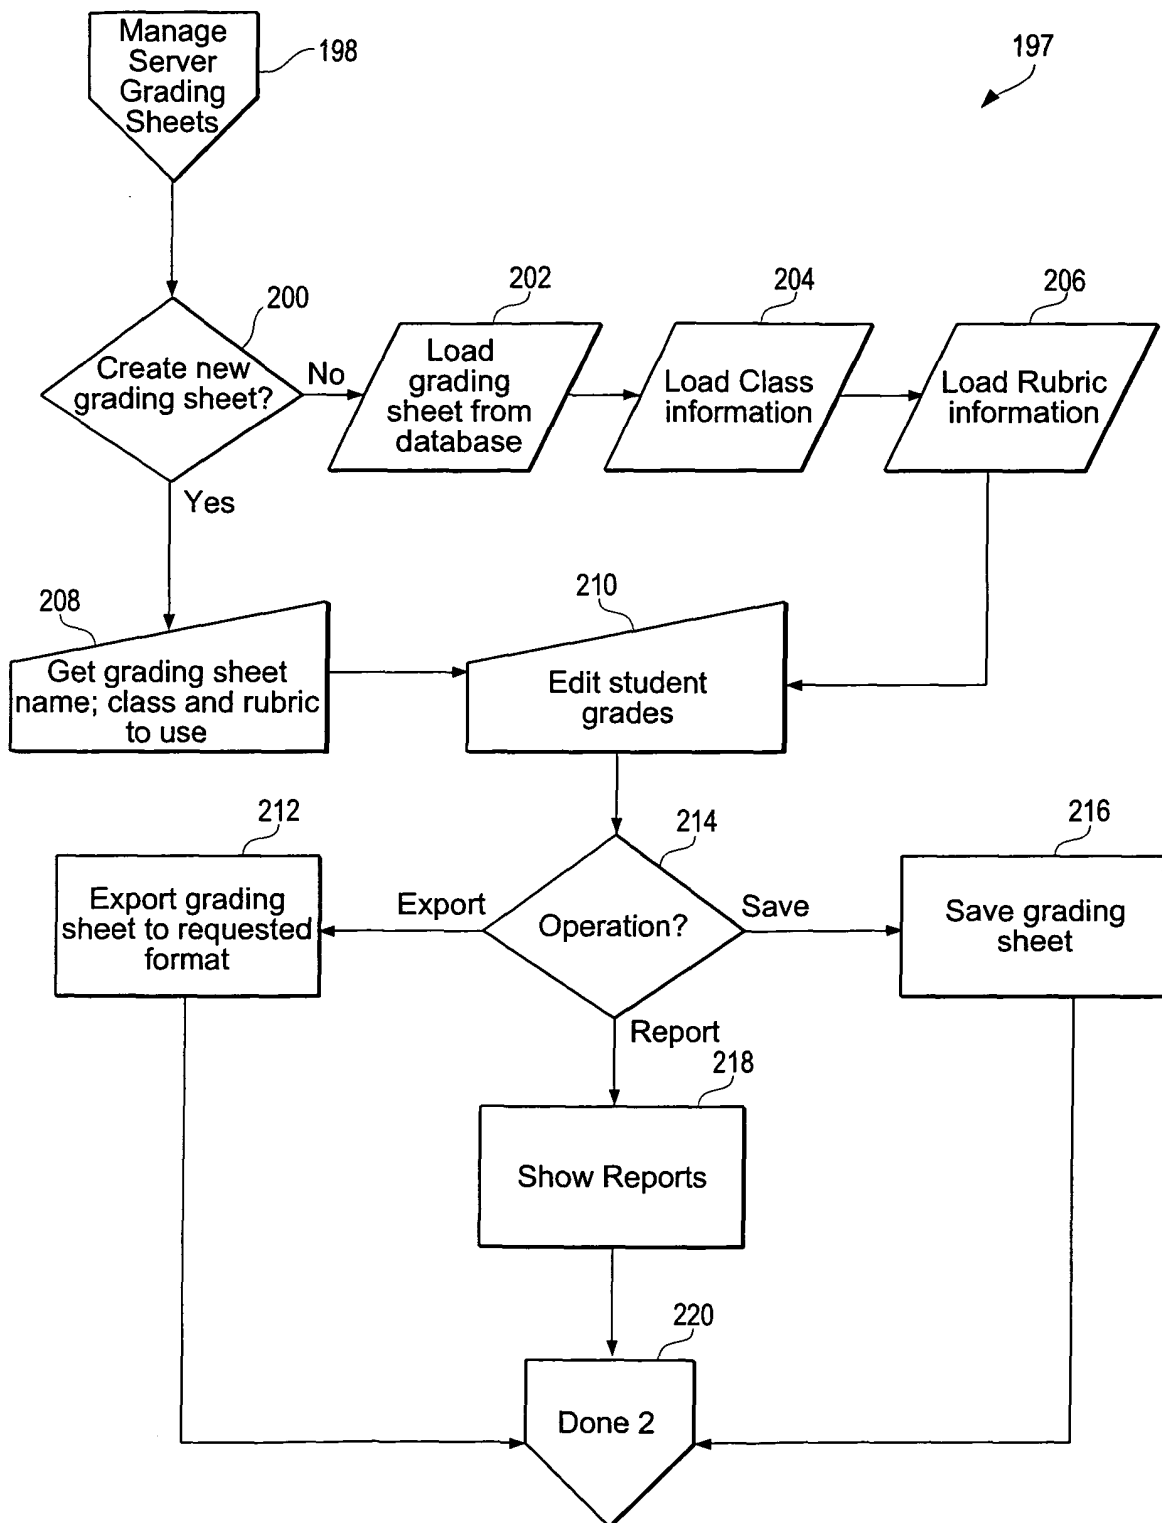 Manage
Server
Grading
Sheets
198
197
200
Create new
grading sheet?
No
Yes
202
Load
grading
sheet from
database
204
Load Class
information
206
Load Rubric
information
208
Get grading sheet
name; class and rubric
to use
210
Edit student
grades
212
Export grading
sheet to requested
format
Export
214
Operation?
Save
Report
216
Save grading
sheet
218
Show Reports
220
Done 2